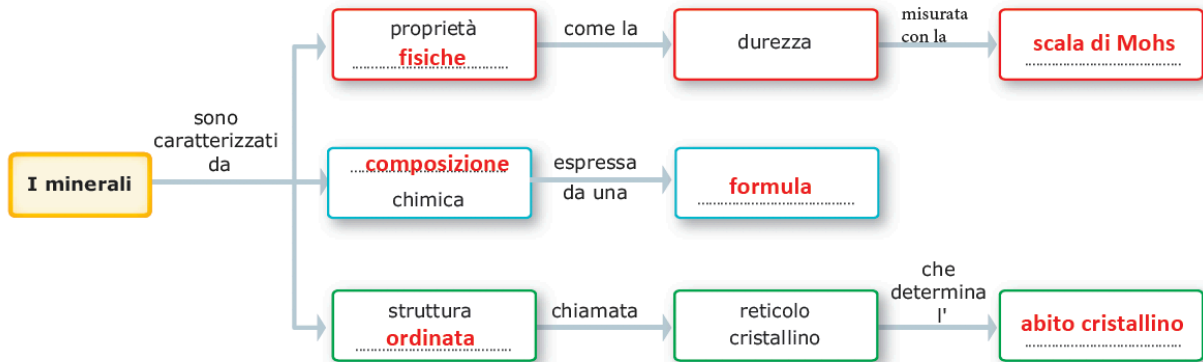 I minerali
sono
caratterizzati
da
proprietà
fisiche
come la
durezza
misurata
con la
scala di Mohs
composizione
chimica
espressa
da una
formula
struttura
ordinata
chiamata
reticolo
cristallino
che
determina
l'
abito cristallino